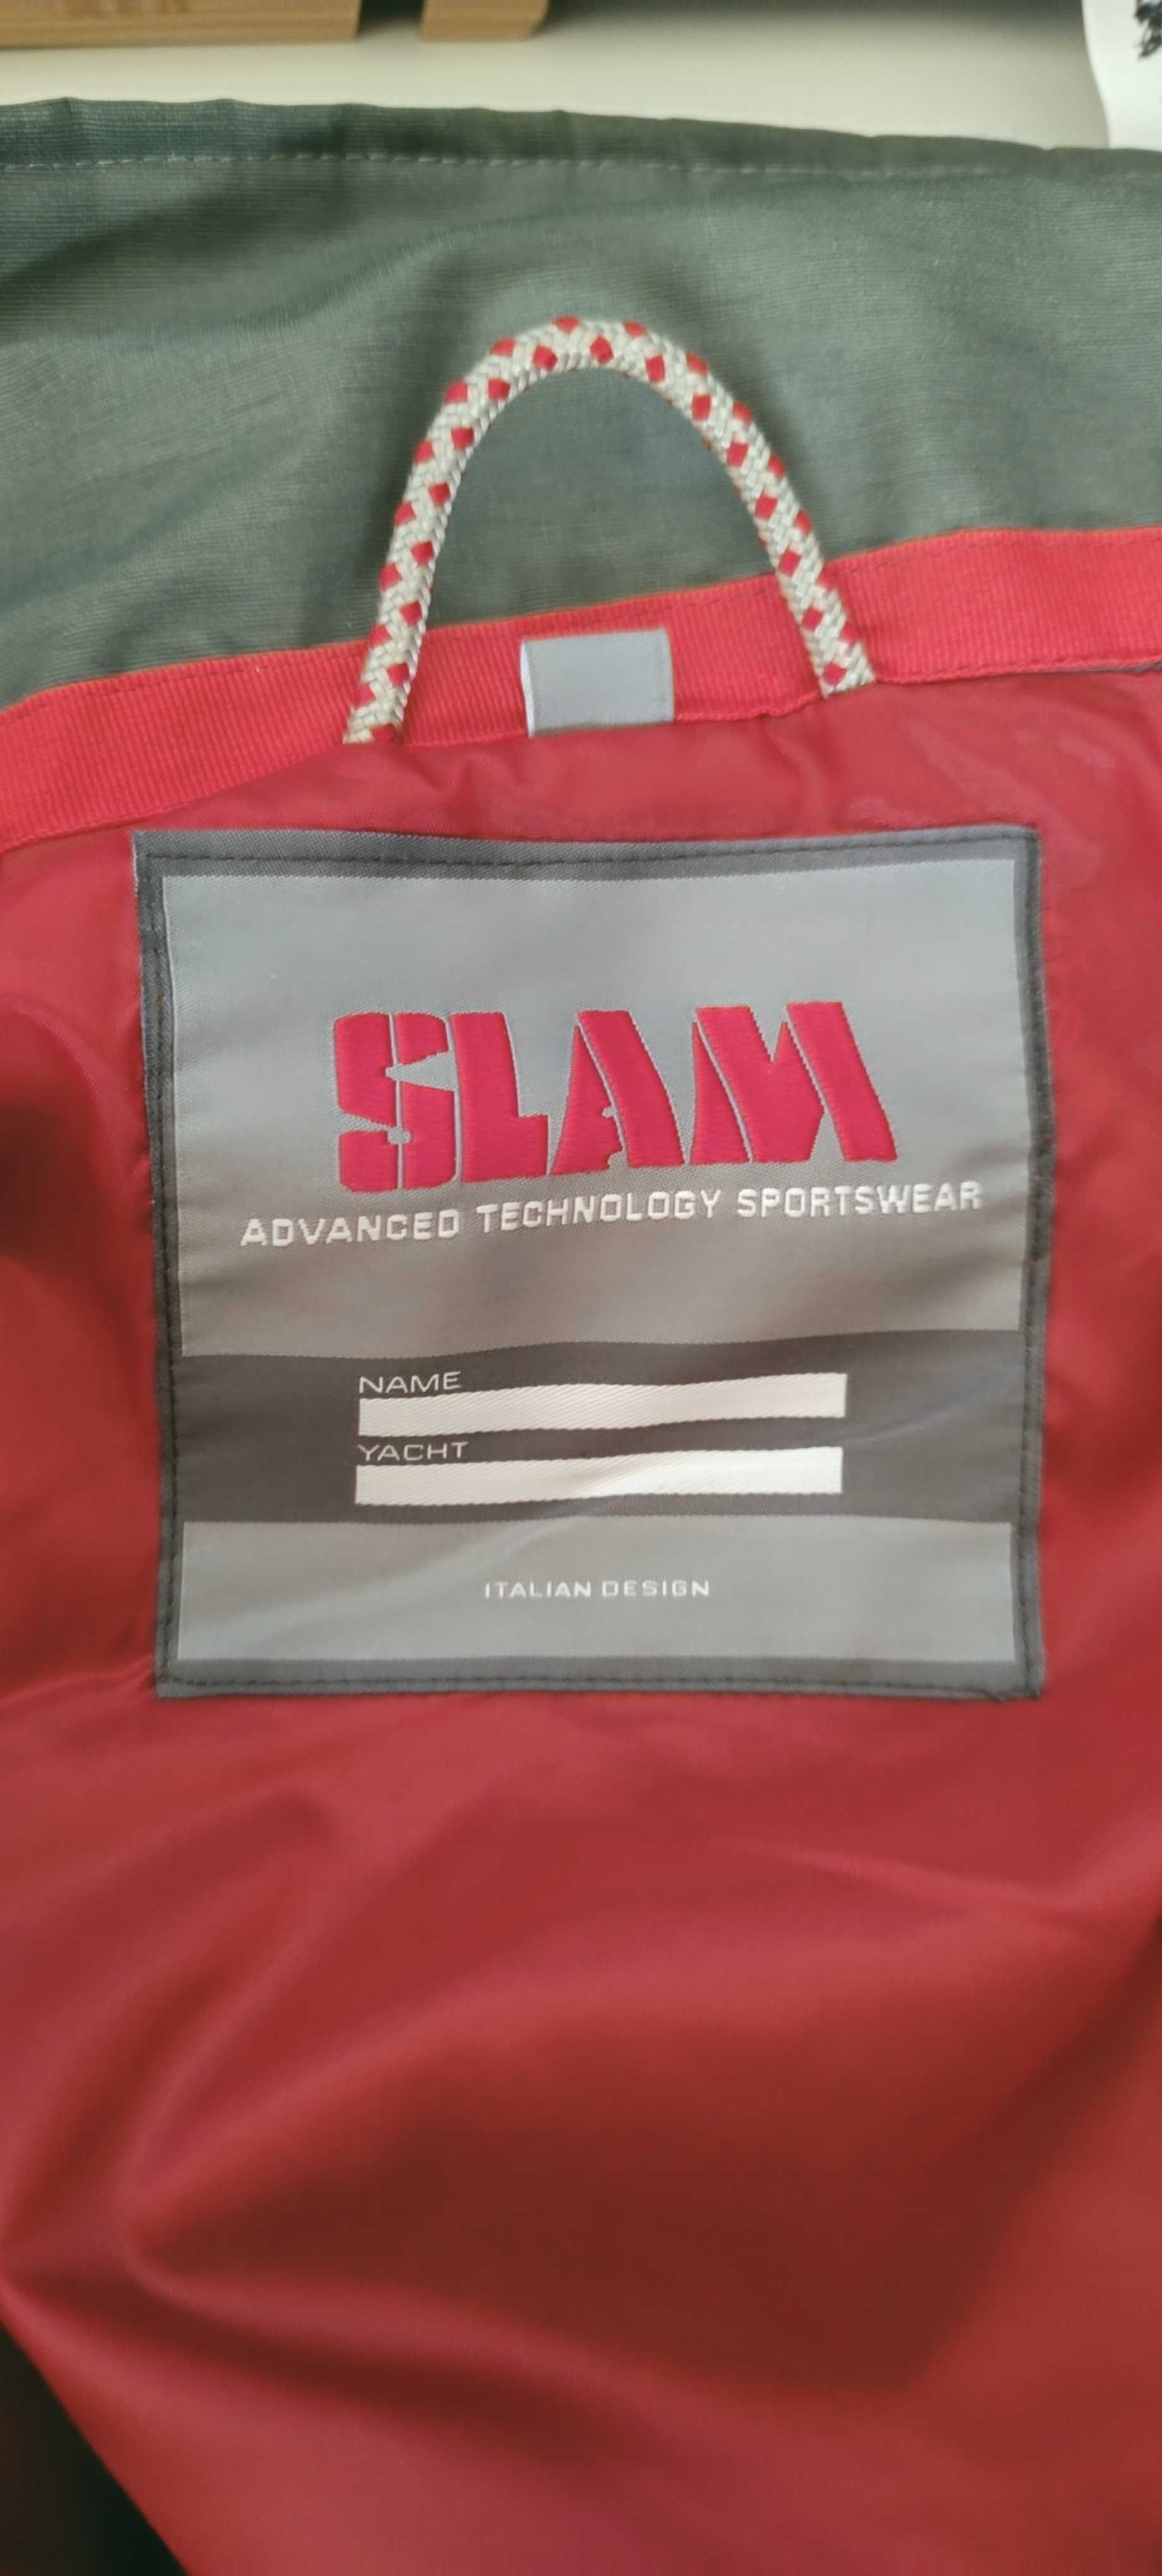 SLAM
ADVANCED TECHNOLOGY SPORTSWEAR
NAME
YACHT
ITALIAN DESIGN